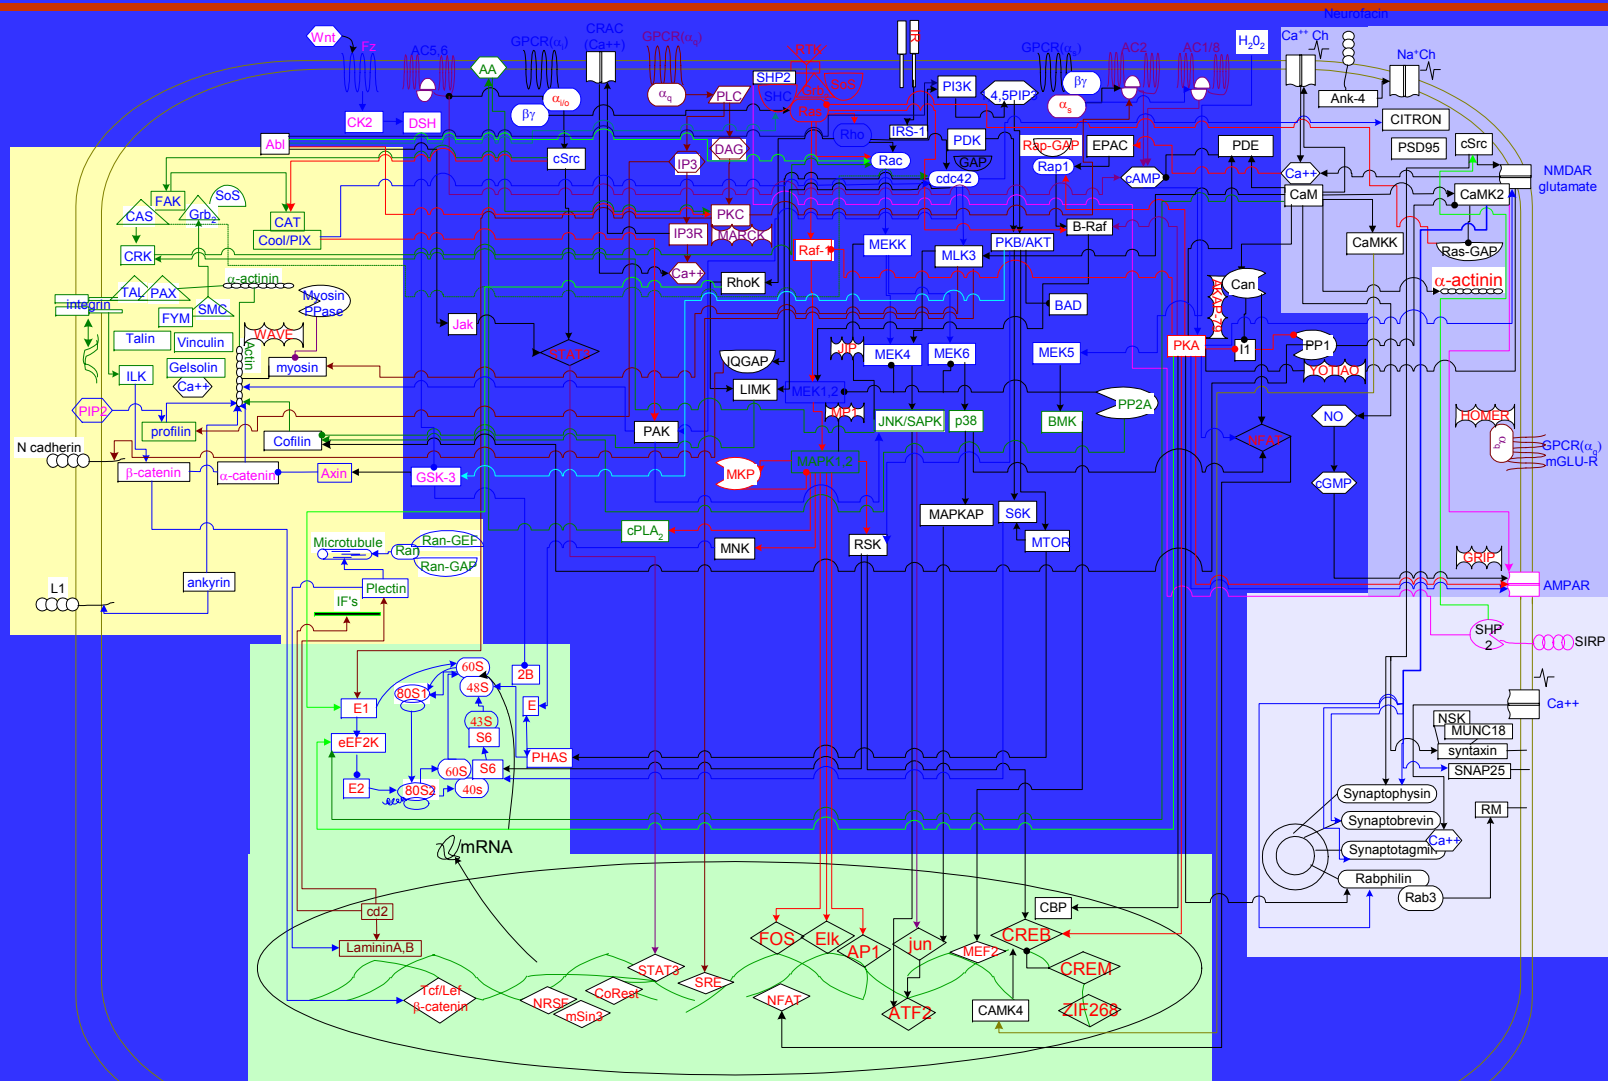 Neurofacin
Wnt
Fz
AC5,6
GPCR(αi)
CRAC
(Ca++)
GPCR(αq)
RTK
IR
GPCR(αs)
AC2
AC1/8
H2O2
Ca++ Ch
Na+Ch
AA
SHP2
SHC
SoS
PI3K
4,5PIP3
βγ
αs
αi/o
βγ
αq
PLC
Ank-4
CK2
DSH
Rho
IRS-1
PDK
CITRON
Abl
cSrc
IP3
DAG
Rac
GAP
Rap-GAP
EPAC
PDE
PSD95
cSrc
Rap1
cdc42
cAMP
Ca++
NMDAR
glutamate
FAK
SoS
CAS
Grb2
CAT
Cool/PIX
PKC
MARCK
IP3R
CaM
CaMK2
B-Raf
CRK
Raf-1
MEKK
PKB/AKT
MLK3
CaMKK
Ras-GAP
α-actinin
Ca++
RhoK
Can
AKAP-79
α-actinin
integrin
TAL
PAX
SMC
FYM
Myosin
PPase
BAD
Talin
Vinculin
WAVE
Actin
Jak
STAT3
JIP
MEK4
MEK6
MEK5
PKA
I1
PP1
YOTIAO
Gelsolin
ILK
Ca++
myosin
IQGAP
LIMK
MEK1,2
MP1
PP2A
PIP2
profilin
Cofilin
PAK
JNK/SAPK
p38
BMK
NFAT
NO
HOMER
αq
GPCR(αq)
mGLU-R
N cadherin
β-catenin
α-catenin
Axin
GSK-3
MKP
MAPK1,2
cGMP
MAPKAP
S6K
cPLA2
MNK
RSK
MTOR
Microtubule
Ran
Ran-GEF
Ran-GAP
GRIP
L1
ankyrin
Plectin
IF's
AMPAR
SHP
2
SIRP
60S
48S
2B
80S1
E1
E
43S
S6
eEF2K
PHAS
60S
S6
E2
80S2
40s
Ca++
NSK
MUNC18
syntaxin
SNAP25
Synaptophysin
RM
Synaptobrevin
Ca++
Synaptotagmin
Rabphilin
Rab3
mRNA
cd2
LamininA,B
CBP
FOS
Elk
AP1
jun
MEF2
CREB
CREM
STAT3
SRE
Tcf/Lef
β-catenin
NRSF
mSin3
CoRest
NFAT
ATF2
CAMK4
ZIF268